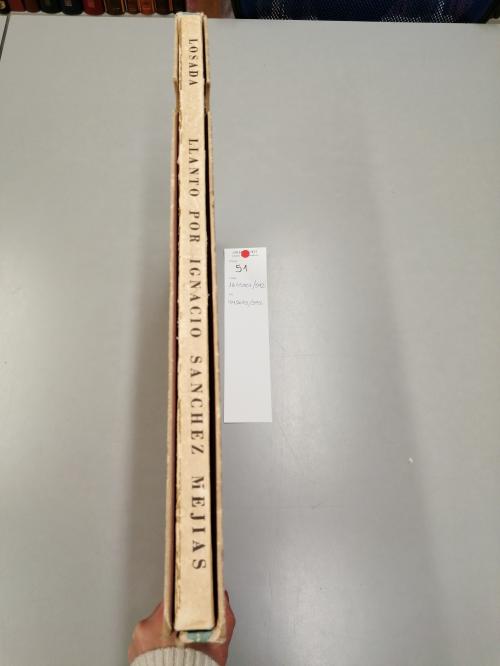 LOSADA
LLANTO POR IGNACIO SANCHEZ MEJIAS
51